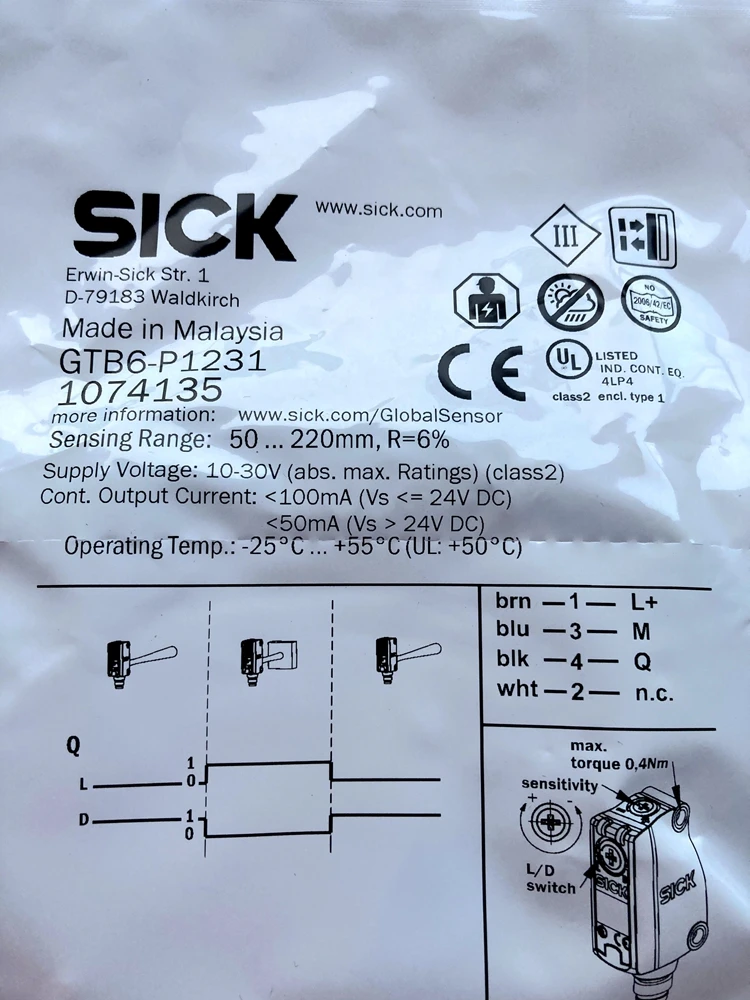 SICK
www.sick.com
III
Erwin-Sick Str. 1
D-79183 Waldkirch
Made in Malaysia
GTB6-P1231
1074135
NO
2006/42/EC
SAFETY
CE
UL
LISTED
IND. CONT. EQ.
4LP4
class2 encl. type 1
more information: www.sick.com/GlobalSensor
Sensing Range: 50 ... 220mm, R=6%
Supply Voltage: 10-30V (abs. max. Ratings) (class2)
Cont. Output Current: <100mA (Vs <= 24V DC)
<50mA (Vs > 24V DC)
Operating Temp.: -25°C ... +55°C (UL: +50°C)
brn — 1 — L+
blu — 3 — M
blk — 4 — Q
wht — 2 — n.c.
Q
L 1
0
D 1
0
max.
torque 0,4Nm
sensitivity
+ -
L/D
switch
SICK
SICK
CE